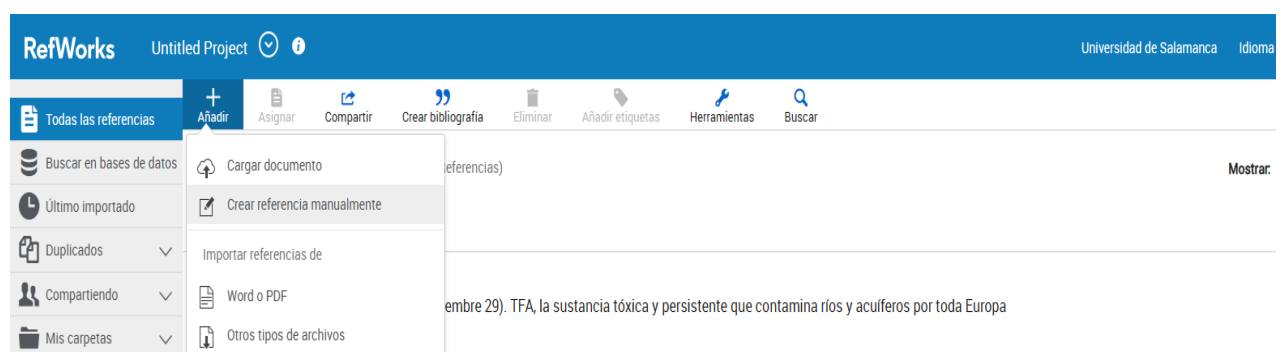 RefWorks Untitled Project Universidad de Salamanca Idioma
Todas las referencias
Añadir Asignar Compartir Crear bibliografía Eliminar Añadir etiquetas Herramientas Buscar
Buscar en bases de datos
Cargar documento
Mostrar:
Último importado
Crear referencia manualmente
Duplicados
Importar referencias de
Compartiendo
Word o PDF
29). TFA, la sustancia tóxica y persistente que contamina ríos y acuíferos por toda Europa
Mis carpetas
Otros tipos de archivos